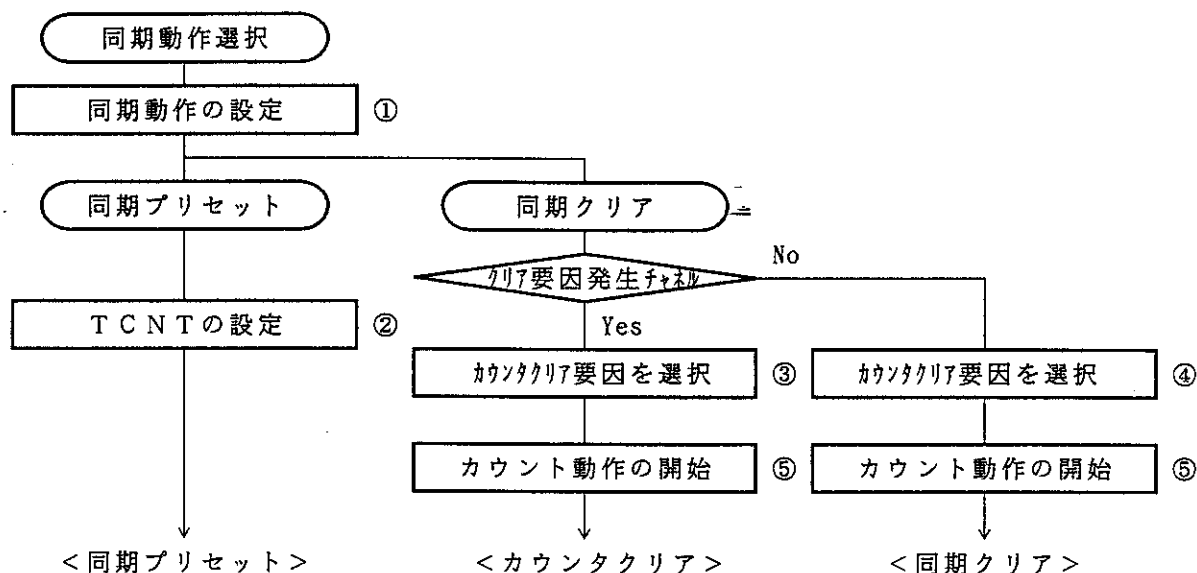 同期動作選択
同期動作の設定 ①
同期プリセット
同期クリア
クリア要因発生チャネル
No
Yes
TCNTの設定 ②
カウンタクリア要因を選択 ③
カウンタクリア要因を選択 ④
カウント動作の開始 ⑤
カウント動作の開始 ⑤
<同期プリセット>
<カウンタクリア>
<同期クリア>